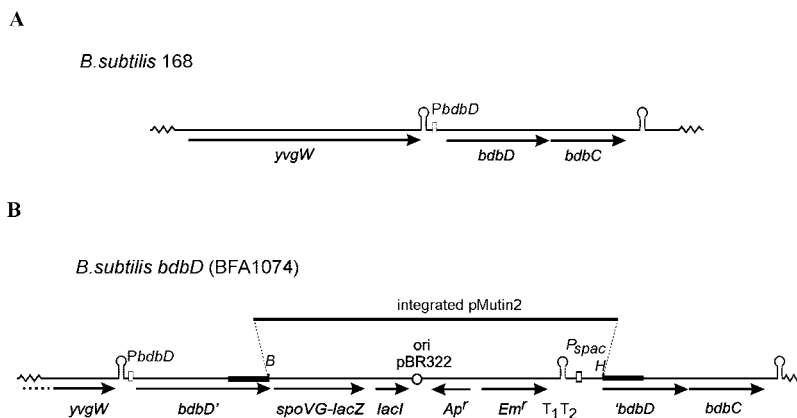 A
B.subtilis 168
PbdbD
yvgW bdbD bdbC
B
B.subtilis bdbD (BFA1074)
integrated pMutin2
PbdbD B ori pBR322 Pspac H
yvgW bdbD' spoVG-lacZ lacI Apr Emr T1T2 'bdbD bdbC